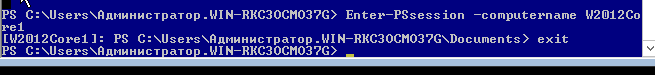 PS C:\Users\Администратор.WIN-RKC3OCMO37G> Enter-PSsession -computername W2012Co
re1
[W2012Core1]: PS C:\Users\Администратор.WIN-RKC3OCMO37G\Documents> exit
PS C:\Users\Администратор.WIN-RKC3OCMO37G> _